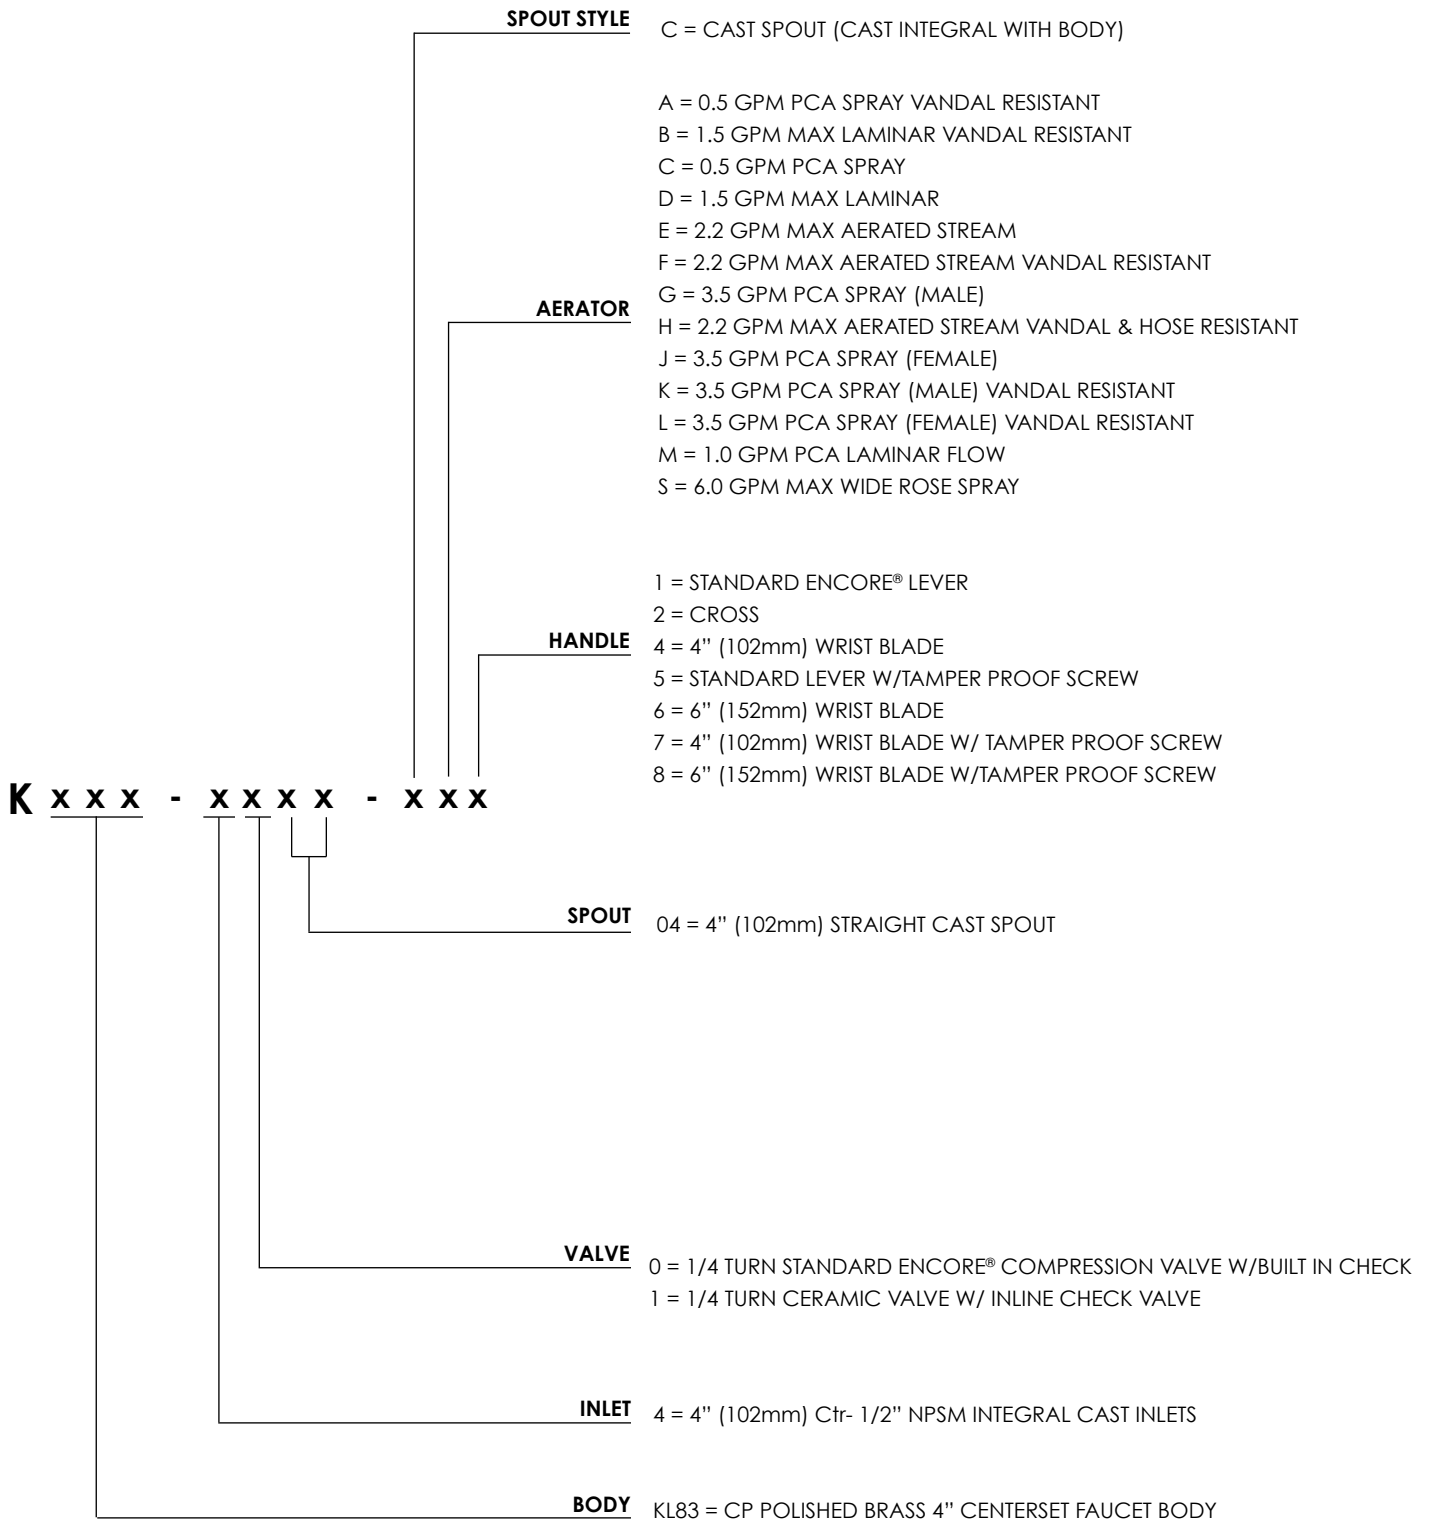 SPOUT STYLE
C = CAST SPOUT (CAST INTEGRAL WITH BODY)
A = 0.5 GPM PCA SPRAY VANDAL RESISTANT
B = 1.5 GPM MAX LAMINAR VANDAL RESISTANT
C = 0.5 GPM PCA SPRAY
D = 1.5 GPM MAX LAMINAR
E = 2.2 GPM MAX AERATED STREAM
F = 2.2 GPM MAX AERATED STREAM VANDAL RESISTANT
G = 3.5 GPM PCA SPRAY (MALE)
AERATOR
H = 2.2 GPM MAX AERATED STREAM VANDAL & HOSE RESISTANT
J = 3.5 GPM PCA SPRAY (FEMALE)
K = 3.5 GPM PCA SPRAY (MALE) VANDAL RESISTANT
L = 3.5 GPM PCA SPRAY (FEMALE) VANDAL RESISTANT
M = 1.0 GPM PCA LAMINAR FLOW
S = 6.0 GPM MAX WIDE ROSE SPRAY
1 = STANDARD ENCORE® LEVER
2 = CROSS
HANDLE
4 = 4” (102mm) WRIST BLADE
5 = STANDARD LEVER W/TAMPER PROOF SCREW
6 = 6” (152mm) WRIST BLADE
7 = 4” (102mm) WRIST BLADE W/ TAMPER PROOF SCREW
8 = 6” (152mm) WRIST BLADE W/TAMPER PROOF SCREW
K x x x - x x x x - x x x
SPOUT
04 = 4” (102mm) STRAIGHT CAST SPOUT
VALVE
0 = 1/4 TURN STANDARD ENCORE® COMPRESSION VALVE W/BUILT IN CHECK
1 = 1/4 TURN CERAMIC VALVE W/ INLINE CHECK VALVE
INLET
4 = 4” (102mm) Ctr- 1/2” NPSM INTEGRAL CAST INLETS
BODY
KL83 = CP POLISHED BRASS 4” CENTERSET FAUCET BODY